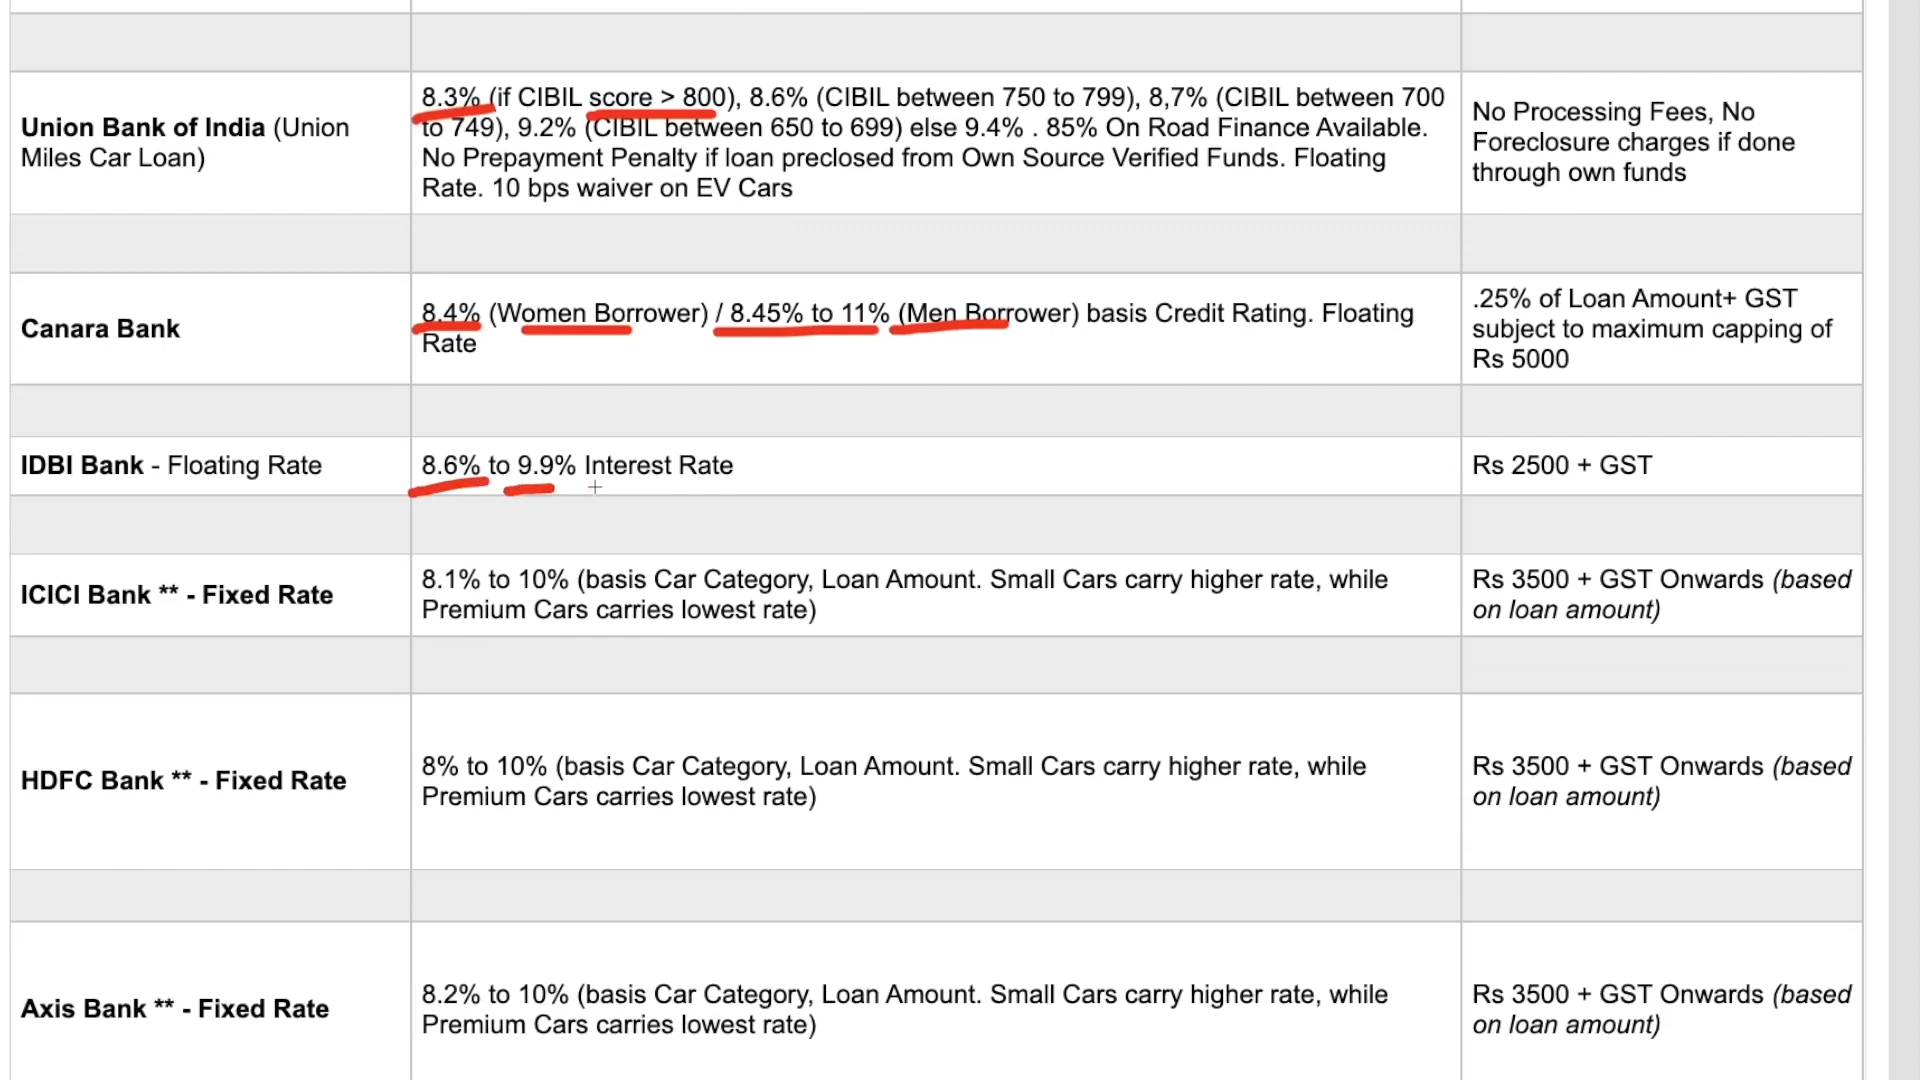 Union Bank of India (Union
Miles Car Loan)
8.3% (if CIBIL score > 800), 8.6% (CIBIL between 750 to 799), 8,7% (CIBIL between 700
to 749), 9.2% (CIBIL between 650 to 699) else 9.4% . 85% On Road Finance Available.
No Prepayment Penalty if loan preclosed from Own Source Verified Funds. Floating
Rate. 10 bps waiver on EV Cars
No Processing Fees, No
Foreclosure charges if done
through own funds
Canara Bank
8.4% (Women Borrower) / 8.45% to 11% (Men Borrower) basis Credit Rating. Floating
Rate
.25% of Loan Amount+ GST
subject to maximum capping of
Rs 5000
IDBI Bank - Floating Rate
8.6% to 9.9% Interest Rate
Rs 2500 + GST
ICICI Bank ** - Fixed Rate
8.1% to 10% (basis Car Category, Loan Amount. Small Cars carry higher rate, while
Premium Cars carries lowest rate)
Rs 3500 + GST Onwards (based
on loan amount)
HDFC Bank ** - Fixed Rate
8% to 10% (basis Car Category, Loan Amount. Small Cars carry higher rate, while
Premium Cars carries lowest rate)
Rs 3500 + GST Onwards (based
on loan amount)
Axis Bank ** - Fixed Rate
8.2% to 10% (basis Car Category, Loan Amount. Small Cars carry higher rate, while
Premium Cars carries lowest rate)
Rs 3500 + GST Onwards (based
on loan amount)